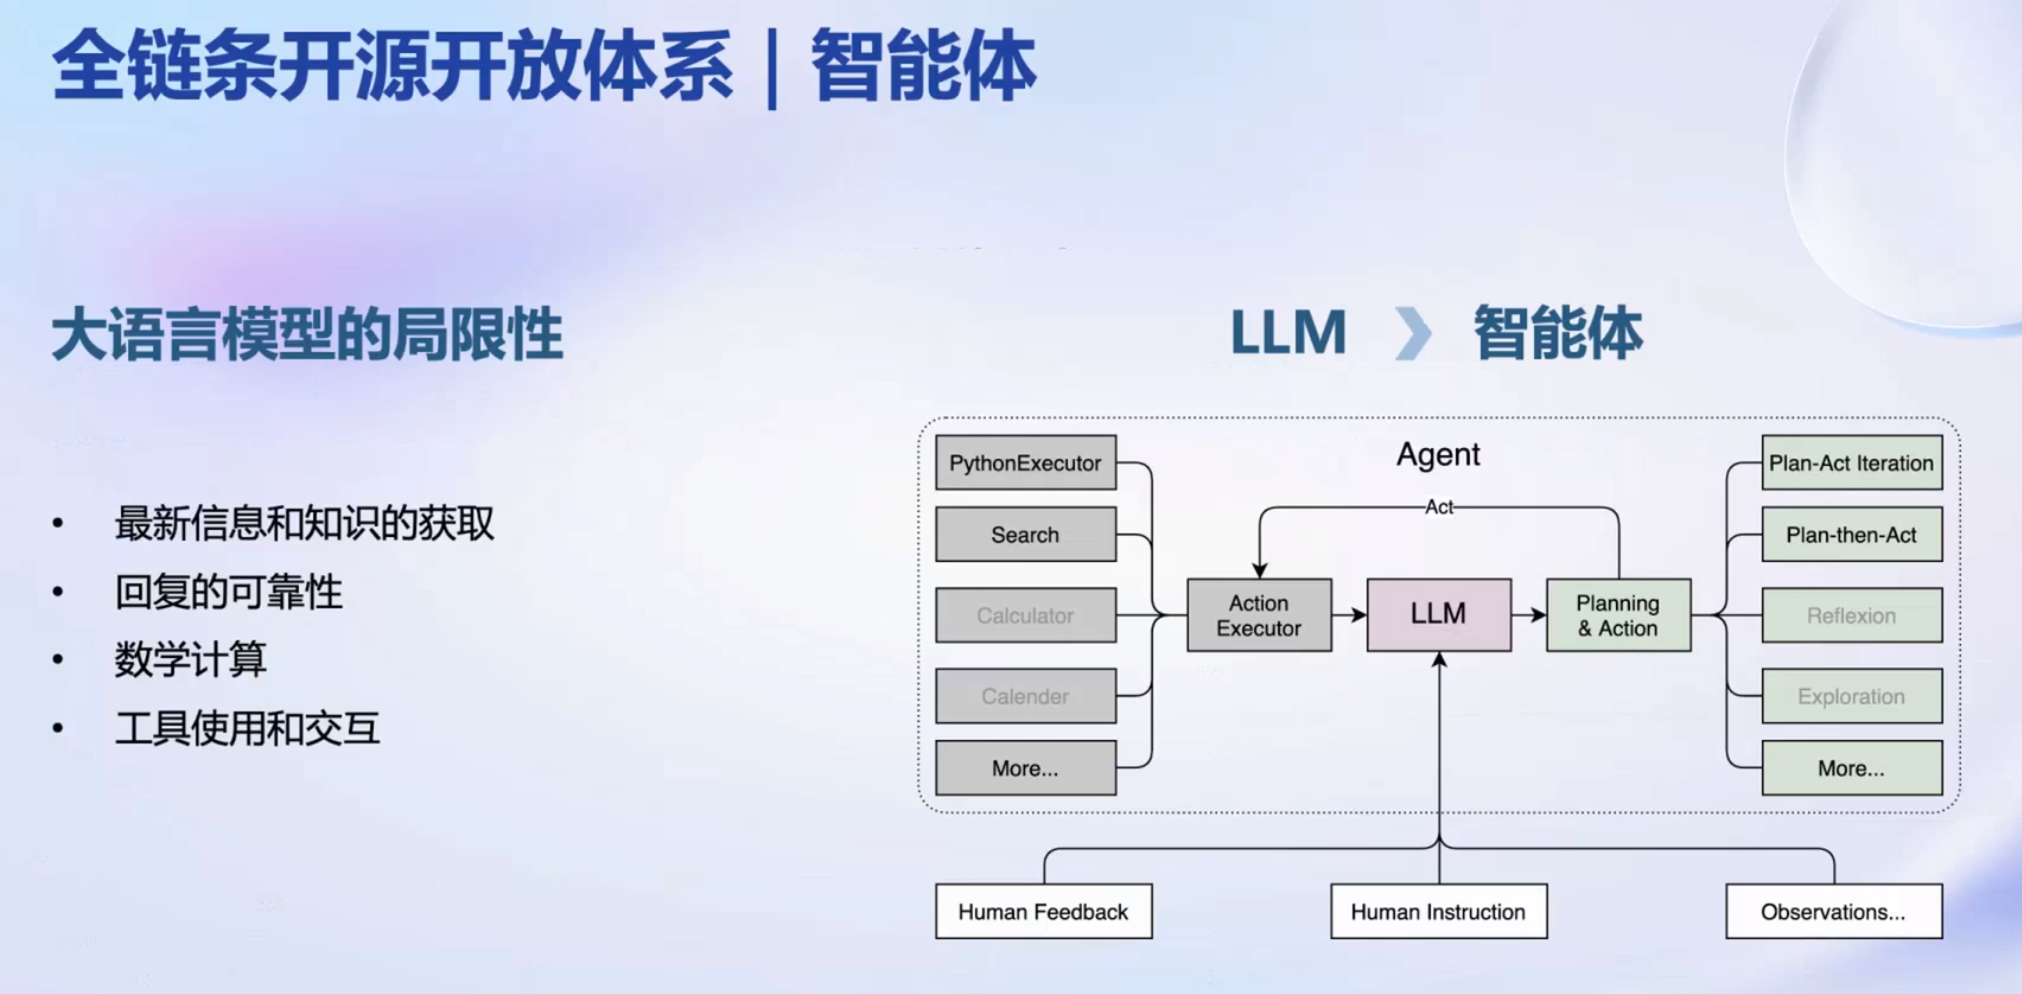 全链条开源开放体系｜智能体
大语言模型的局限性
• 最新信息和知识的获取
• 回复的可靠性
• 数学计算
• 工具使用和交互
LLM 智能体
Agent
PythonExecutor
Search
Calculator
Calender
More...
Act
Action
Executor
LLM
Planning
& Action
Plan-Act Iteration
Plan-then-Act
Reflexion
Exploration
More...
Human Feedback
Human Instruction
Observations...